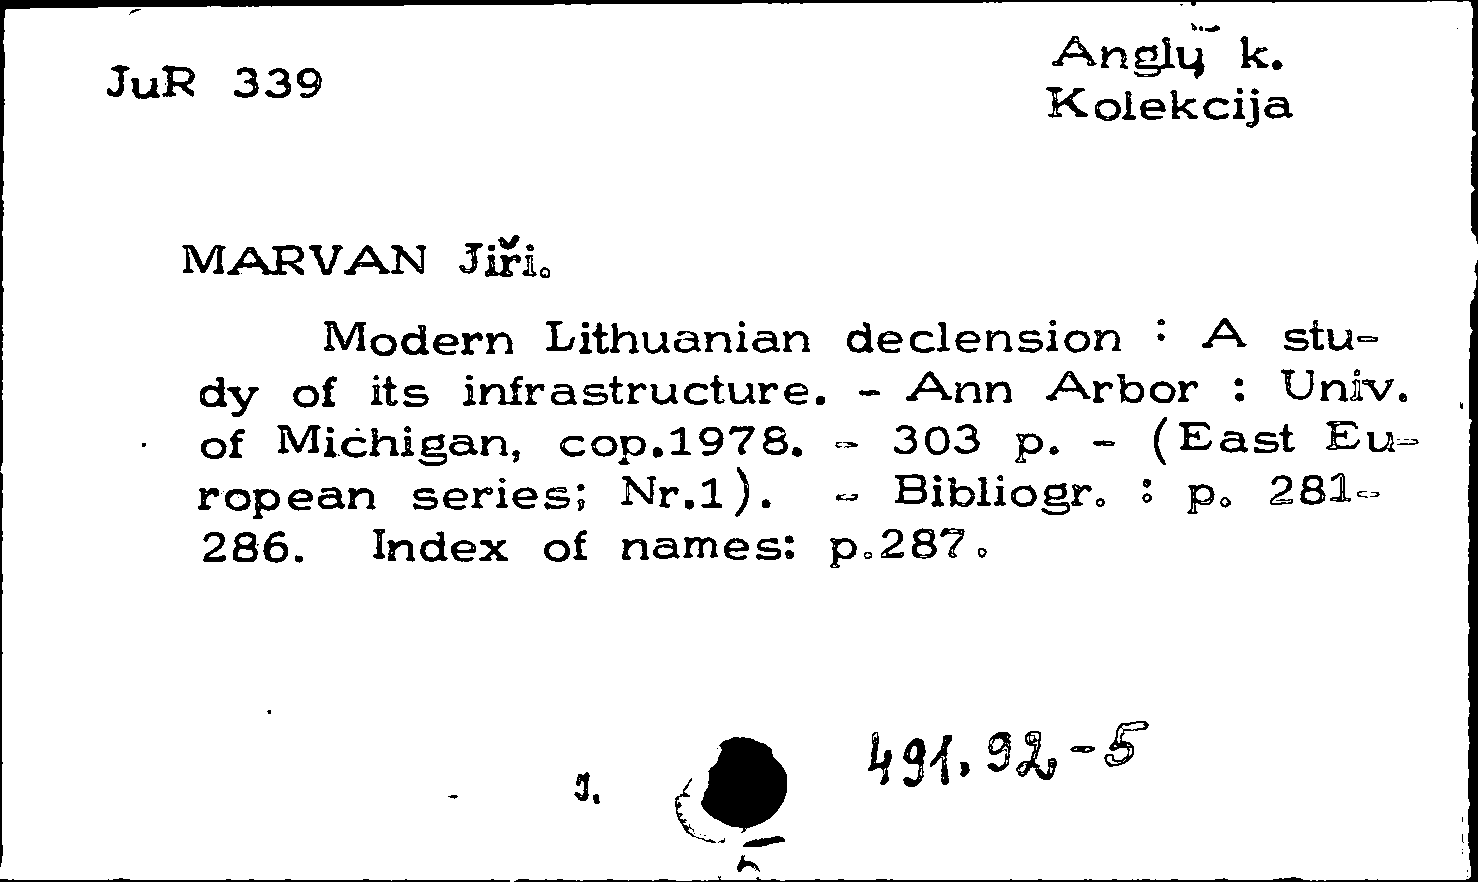 JuR 339
Anglų k.
Kolekcija
MARVAN Jiři.
Modern Lithuanian declension : A stu-
dy of its infrastructure. - Ann Arbor : Univ.
of Michigan, cop.1978. - 303 p. - (East Eu-
ropean series; Nr.1). - Bibliogr. : p. 281-
286. Index of names: p.287.
491.92-5